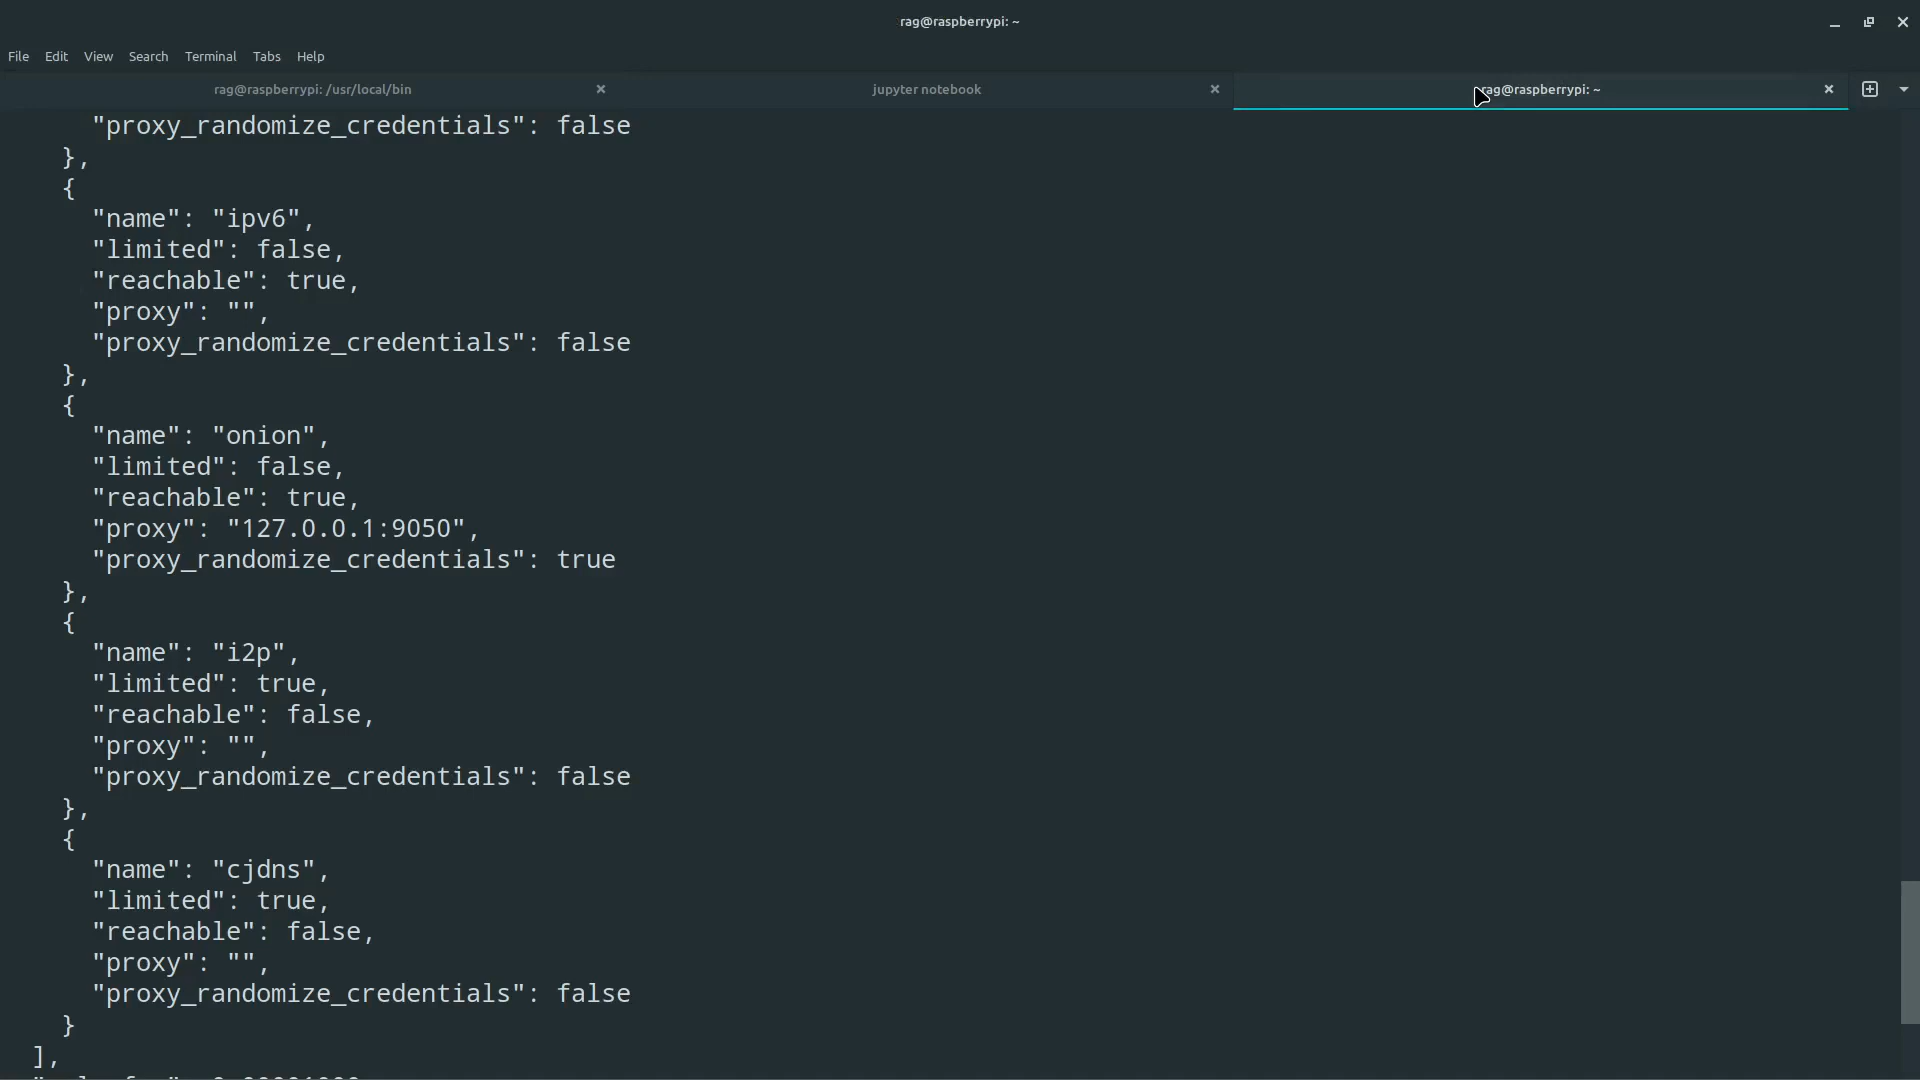 rag@raspberrypi: ~
File Edit View Search Terminal Tabs Help
rag@raspberrypi: /usr/local/bin
jupyter notebook
rag@raspberrypi: ~
"proxy_randomize_credentials": false
},
{
"name": "ipv6",
"limited": false,
"reachable": true,
"proxy": "",
"proxy_randomize_credentials": false
},
{
"name": "onion",
"limited": false,
"reachable": true,
"proxy": "127.0.0.1:9050",
"proxy_randomize_credentials": true
},
{
"name": "i2p",
"limited": true,
"reachable": false,
"proxy": "",
"proxy_randomize_credentials": false
},
{
"name": "cjdns",
"limited": true,
"reachable": false,
"proxy": "",
"proxy_randomize_credentials": false
}
],